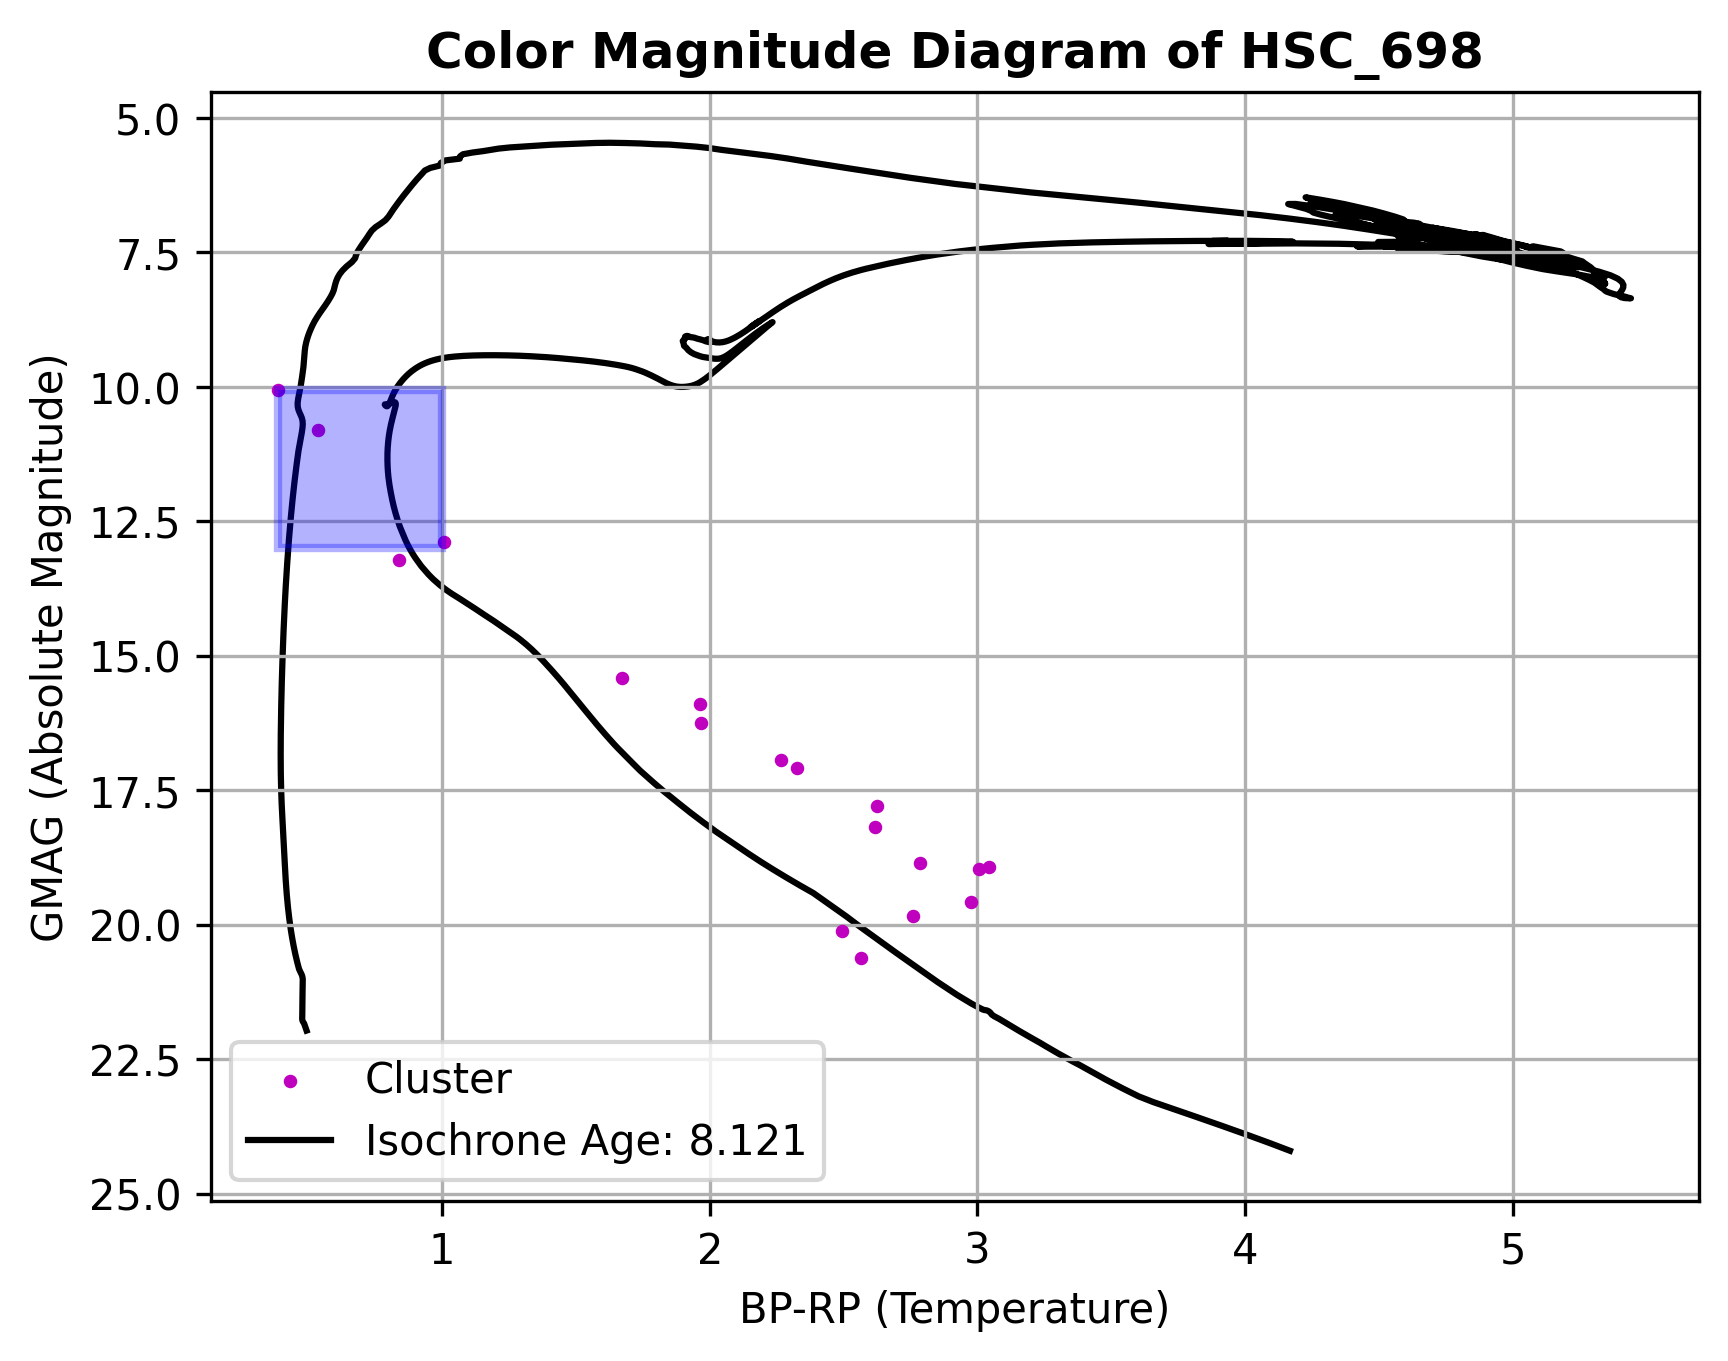 Color Magnitude Diagram of HSC_698
GMAG (Absolute Magnitude)
5.0
7.5
10.0
12.5
15.0
17.5
20.0
22.5
25.0
Cluster
Isochrone Age: 8.121
1 2 3 4 5
BP-RP (Temperature)